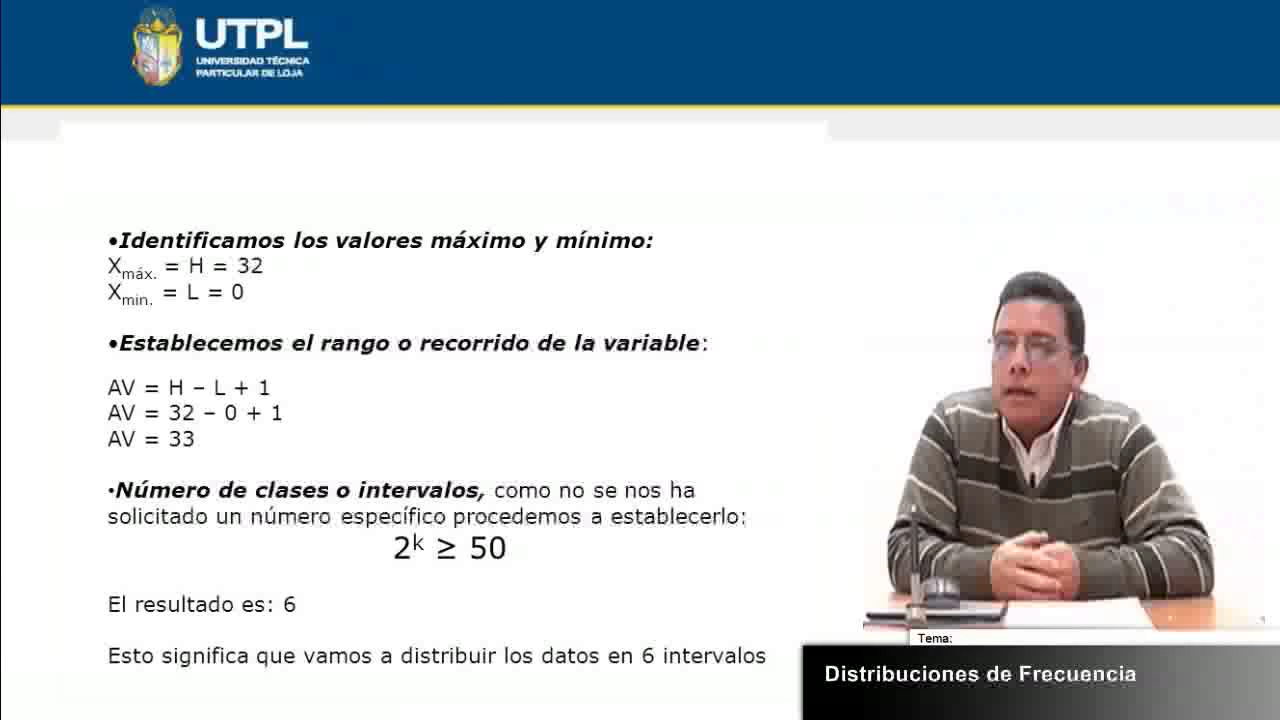 UTPL
UNIVERSIDAD TÉCNICA
PARTICULAR DE LOJA
•Identificamos los valores máximo y mínimo:
Xmáx. = H = 32
Xmin. = L = 0
•Establecemos el rango o recorrido de la variable:
AV = H – L + 1
AV = 32 – 0 + 1
AV = 33
•Número de clases o intervalos, como no se nos ha
solicitado un número específico procedemos a establecerlo:
2ᵏ ≥ 50
El resultado es: 6
Esto significa que vamos a distribuir los datos en 6 intervalos
Tema:
Distribuciones de Frecuencia